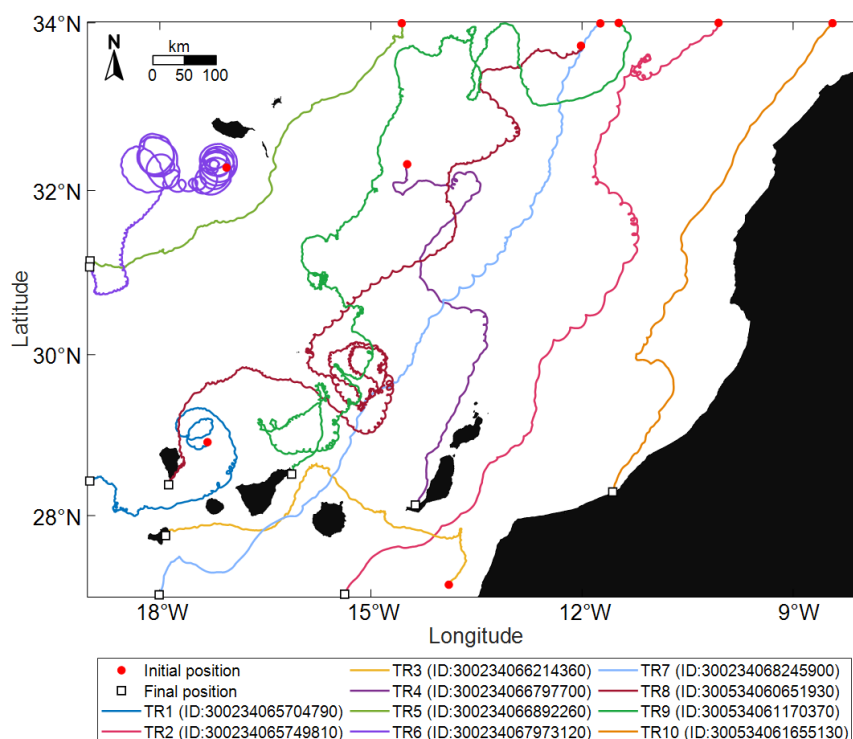 34°N
N
km
0 50 100
32°N
Latitude
30°N
28°N
18°W 15°W 12°W 9°W
Longitude
Initial position TR3 (ID:300234066214360) TR7 (ID:300234068245900)
Final position TR4 (ID:300234066797700) TR8 (ID:300534060651930)
TR1 (ID:300234065704790) TR5 (ID:300234066892260) TR9 (ID:300534061170370)
TR2 (ID:300234065749810) TR6 (ID:300234067973120) TR10 (ID:300534061655130)